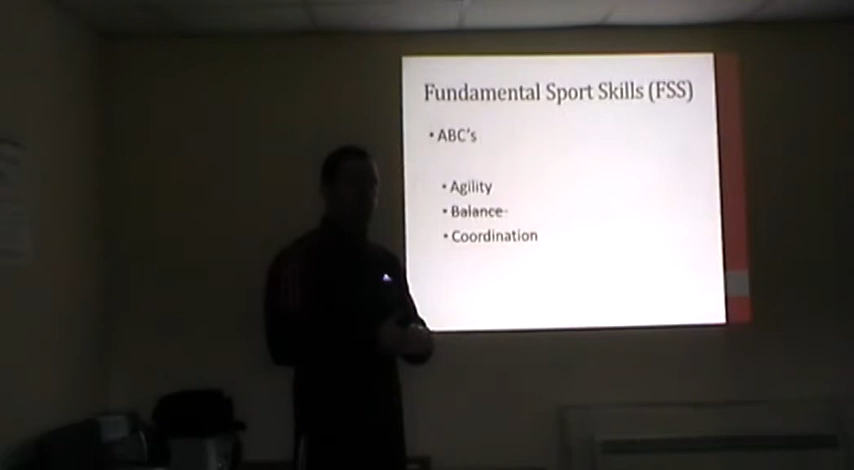 Fundamental Sport Skills (FSS)
• ABC's
• Agility
• Balance
• Coordination